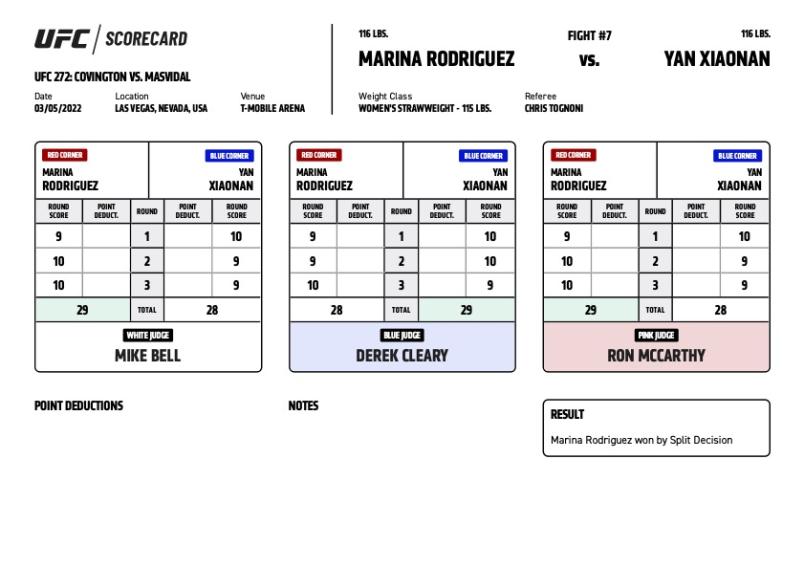 UFC / SCORECARD
UFC 272: COVINGTON VS. MASVIDAL
Date Location Venue
03/05/2022 LAS VEGAS, NEVADA, USA T-MOBILE ARENA
116 LBS. FIGHT #7 116 LBS.
MARINA RODRIGUEZ VS. YAN XIAONAN
Weight Class Referee
WOMEN'S STRAWWEIGHT - 115 LBS. CHRIS TOGNONI
RED CORNER BLUE CORNER
MARINA YAN
RODRIGUEZ XIAONAN
ROUND POINT ROUND POINT ROUND
SCORE DEDUCT. DEDUCT. SCORE
9 1 10
10 2 9
10 3 9
29 TOTAL 28
WHITE JUDGE
MIKE BELL
RED CORNER BLUE CORNER
MARINA YAN
RODRIGUEZ XIAONAN
ROUND POINT ROUND POINT ROUND
SCORE DEDUCT. DEDUCT. SCORE
9 1 10
9 2 10
10 3 9
28 TOTAL 29
BLUE JUDGE
DEREK CLEARY
RED CORNER BLUE CORNER
MARINA YAN
RODRIGUEZ XIAONAN
ROUND POINT ROUND POINT ROUND
SCORE DEDUCT. DEDUCT. SCORE
9 1 10
10 2 9
10 3 9
29 TOTAL 28
PINK JUDGE
RON MCCARTHY
POINT DEDUCTIONS
NOTES
RESULT
Marina Rodriguez won by Split Decision